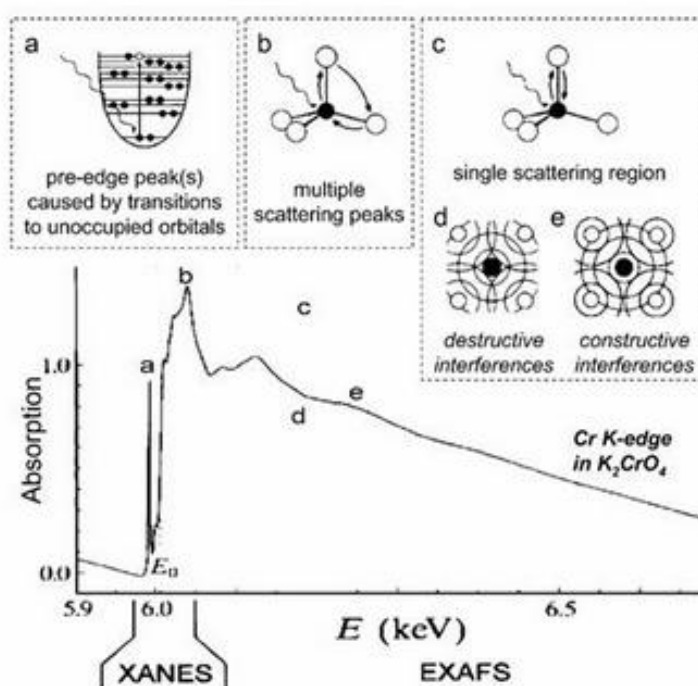 a
pre-edge peak(s)
caused by transitions
to unoccupied orbitals
b
multiple
scattering peaks
c
single scattering region
d
destructive
interferences
e
constructive
interferences
Absorption
1.0
0.0
a
b
c
d
e
E₀
Cr K-edge
in K₂CrO₄
5.9
6.0
6.5
E (keV)
XANES
EXAFS